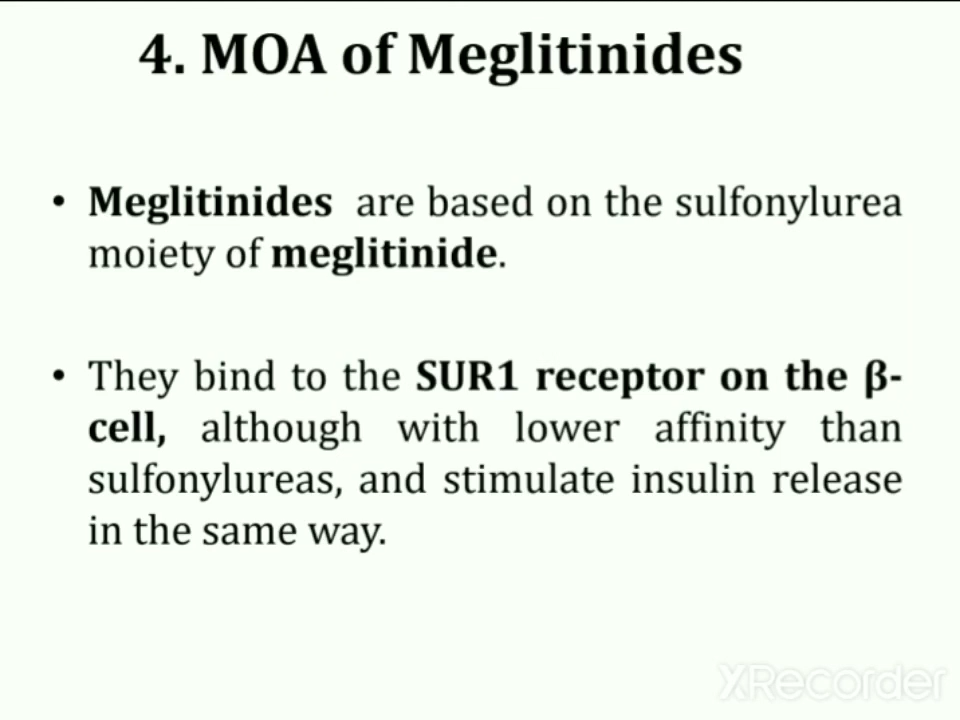 4. MOA of Meglitinides
• Meglitinides are based on the sulfonylurea
moiety of meglitinide.
• They bind to the SUR1 receptor on the β-
cell, although with lower affinity than
sulfonylureas, and stimulate insulin release
in the same way.
XRecorder